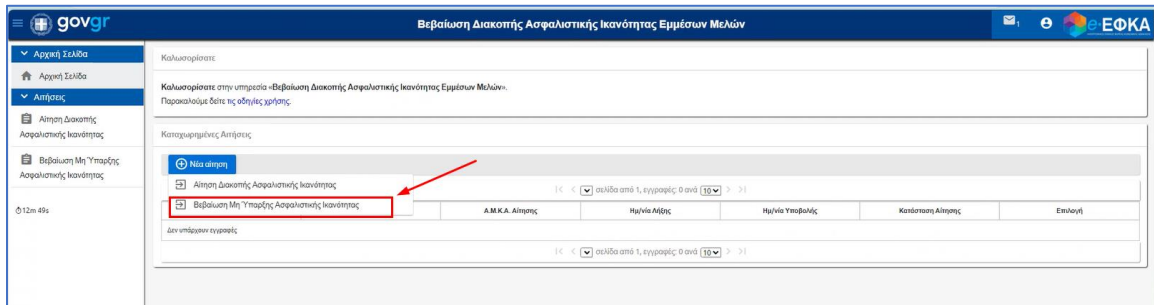 govgr
Βεβαίωση Διακοπής Ασφαλιστικής Ικανότητας Εμμέσων Μελών
1
e-ΕΦΚΑ
Αρχική Σελίδα
Αρχική Σελίδα
Αιτήσεις
Αίτηση Διακοπής
Ασφαλιστικής Ικανότητας
Βεβαίωση Μη Ύπαρξης
Ασφαλιστικής Ικανότητας
12m 49s
Καλωσορίσατε
Καλωσορίσατε στην υπηρεσία «Βεβαίωση Διακοπής Ασφαλιστικής Ικανότητας Εμμέσων Μελών».
Παρακαλούμε δείτε τις οδηγίες χρήσης.
Καταχωρημένες Αιτήσεις
Νέα αίτηση
Αίτηση Διακοπής Ασφαλιστικής Ικανότητας
Βεβαίωση Μη Ύπαρξης Ασφαλιστικής Ικανότητας
σελίδα από 1, εγγραφές: 0 ανά 10
Α.Μ.Κ.Α. Αίτησης Ημ/νία Λήξης Ημ/νία Υποβολής Κατάσταση Αίτησης Επιλογή
Δεν υπάρχουν εγγραφές
σελίδα από 1, εγγραφές: 0 ανά 10